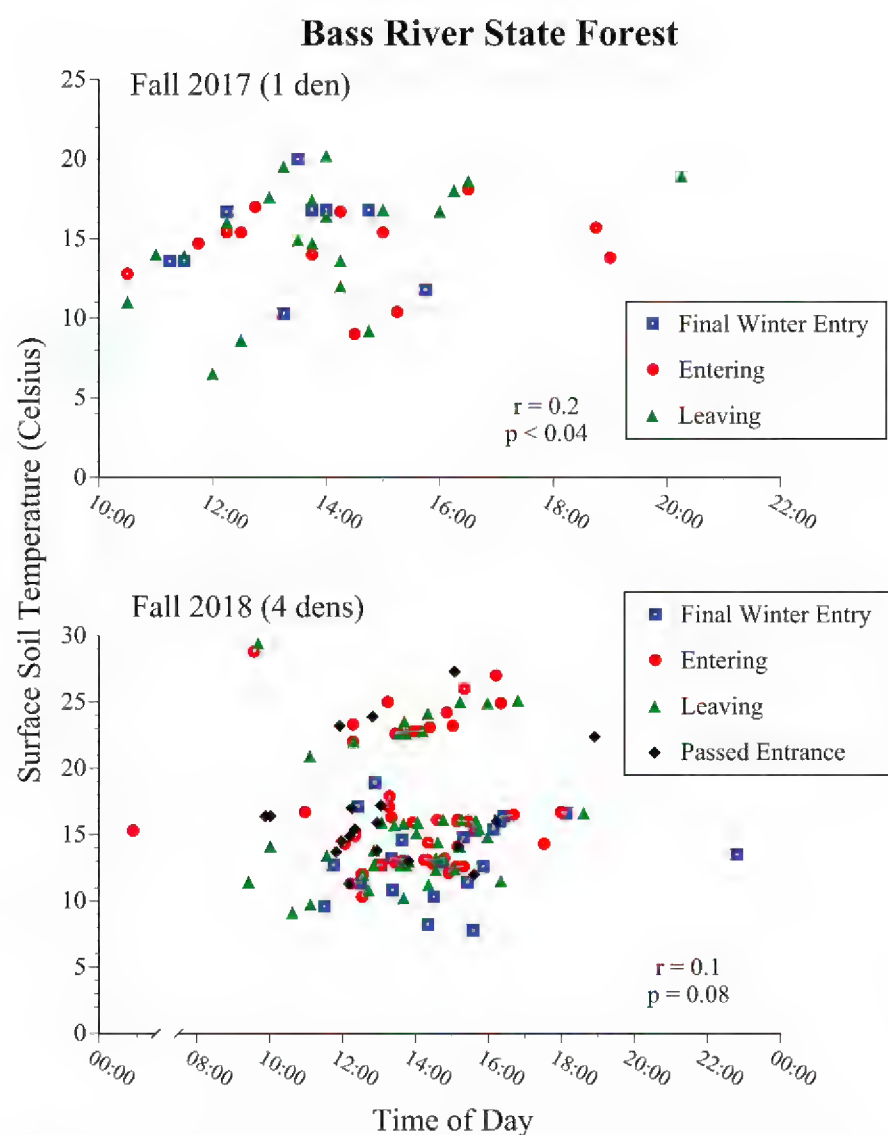 Bass River State Forest
Fall 2017 (1 den)
25
20
15
10
5
0
10:00
12:00
14:00
16:00
18:00
20:00
22:00
Final Winter Entry
Entering
Leaving
r = 0.2
p < 0.04
Surface Soil Temperature (Celsius)
Fall 2018 (4 dens)
30
25
20
15
10
5
0
00:00
08:00
10:00
12:00
14:00
16:00
18:00
20:00
22:00
00:00
Final Winter Entry
Entering
Leaving
Passed Entrance
r = 0.1
p = 0.08
Time of Day